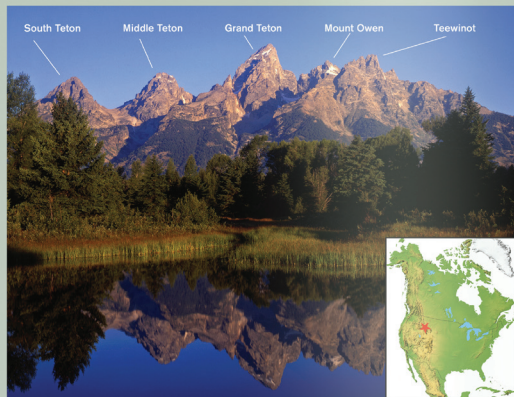 South Teton
Middle Teton
Grand Teton
Mount Owen
Teewinot